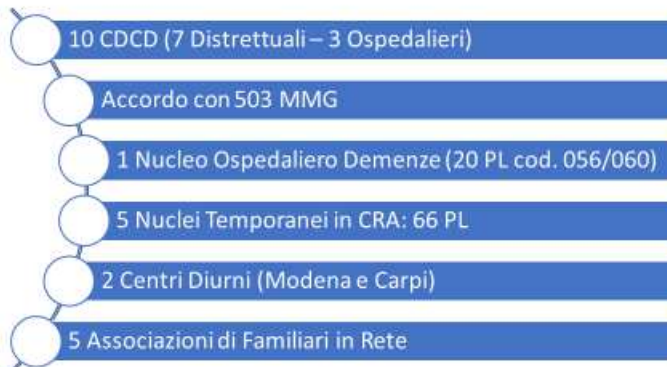 10 CDCD (7 Distrettuali – 3 Ospedalieri)
Accordo con 503 MMG
1 Nucleo Ospedaliero Demenze (20 PL cod. 056/060)
5 Nuclei Temporanei in CRA: 66 PL
2 Centri Diurni (Modena e Carpi)
5 Associazioni di Familiari in Rete